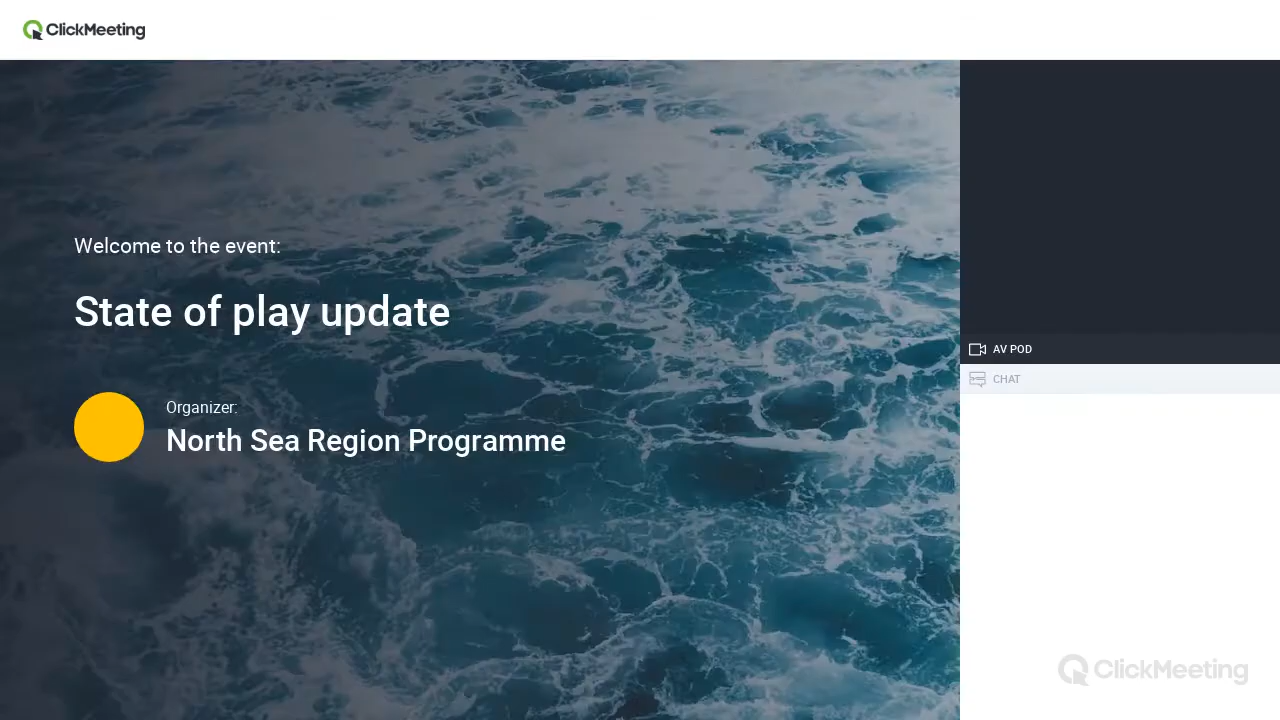 ClickMeeting
Welcome to the event:
State of play update
Organizer:
North Sea Region Programme
AV POD
CHAT
ClickMeeting